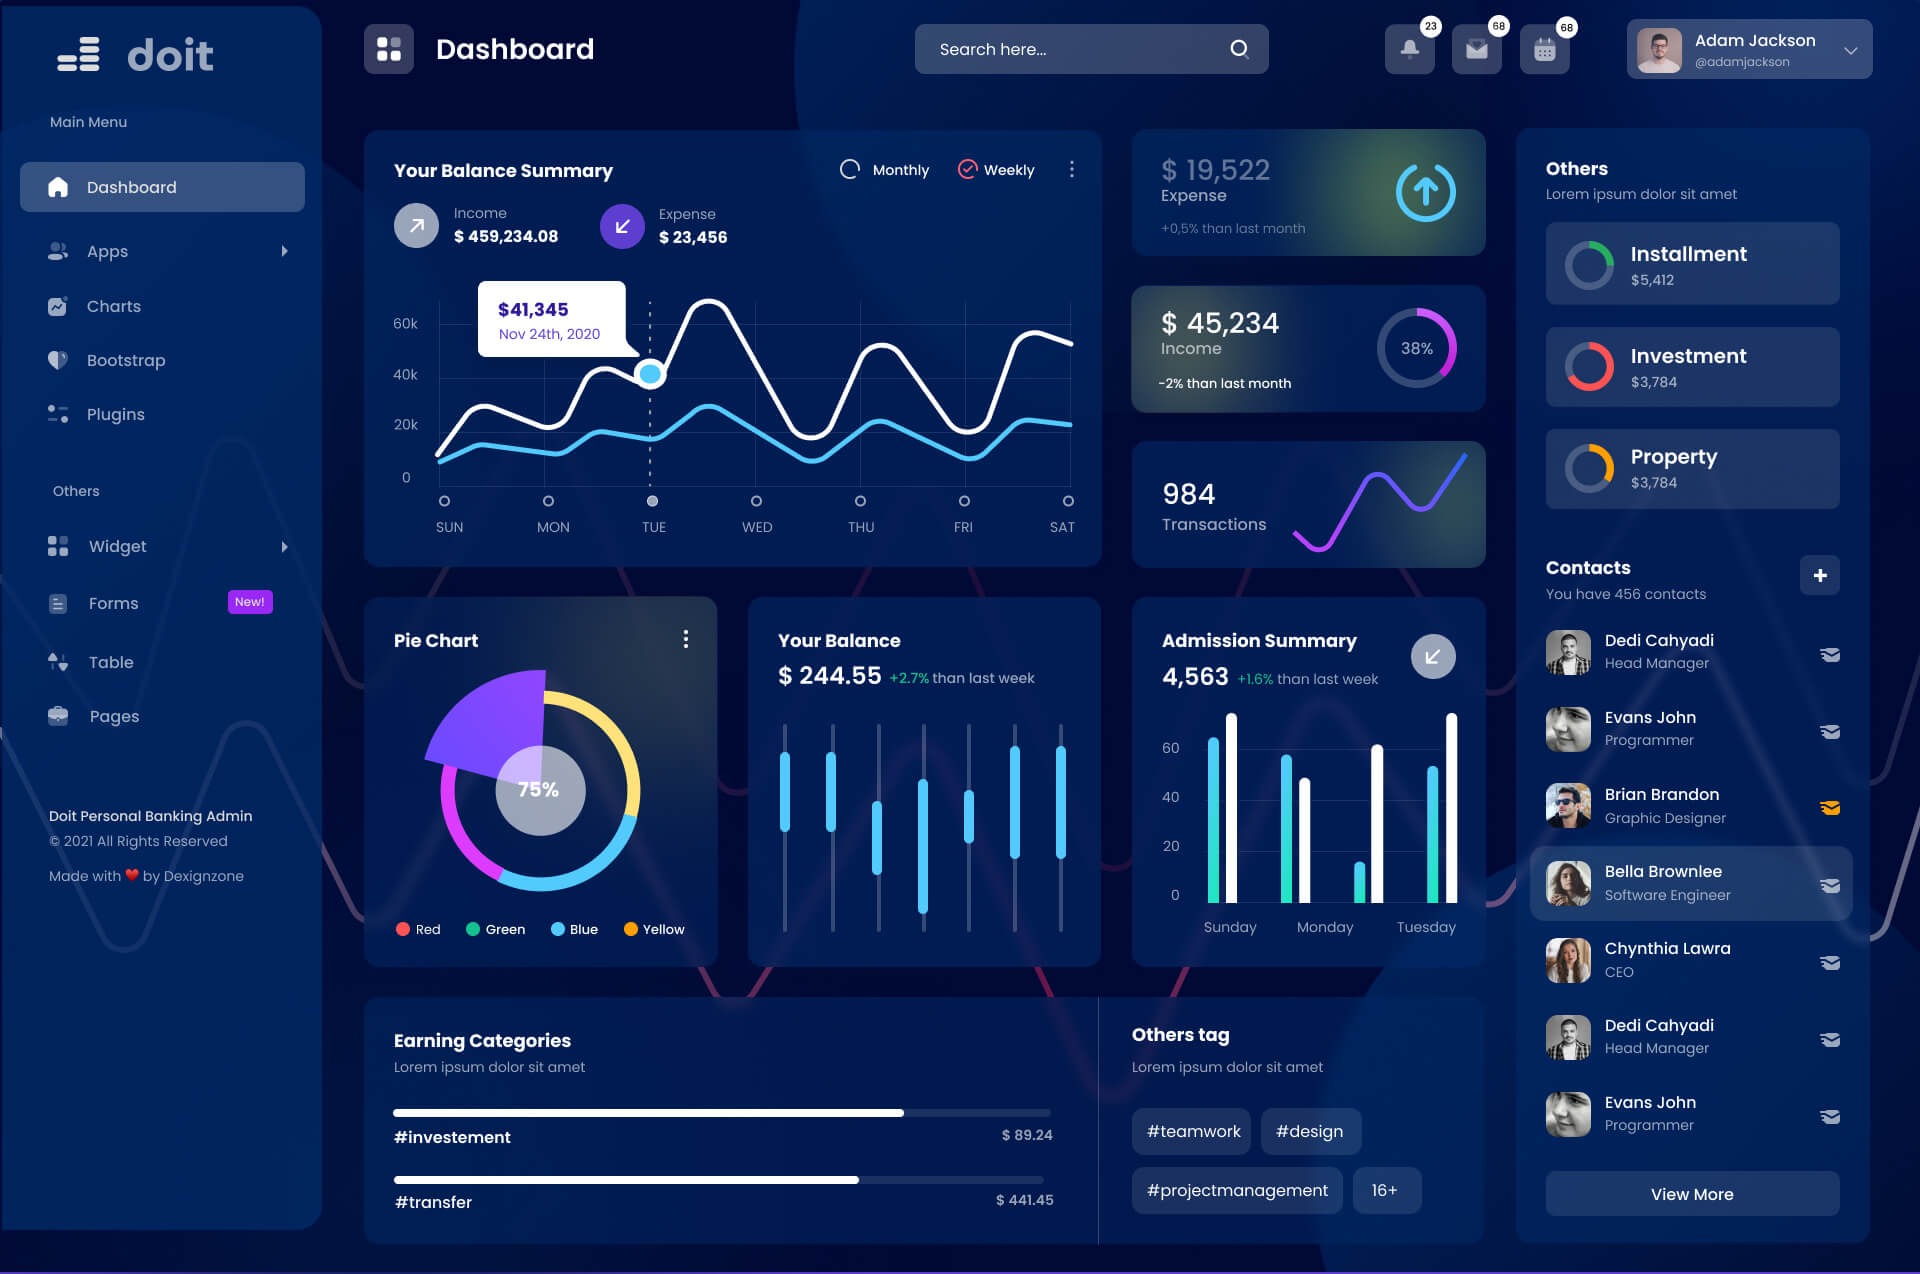 doit
Main Menu
Dashboard
Apps
Charts
Bootstrap
Plugins
Others
Widget
Forms
New!
Table
Pages
Doit Personal Banking Admin
© 2021 All Rights Reserved
Made with ❤️ by Dexignzone
Dashboard
Search here...
23
68
68
Adam Jackson
@adamjackson
Your Balance Summary
Monthly
Weekly
Income
$ 459,234.08
Expense
$ 23,456
$41,345
Nov 24th, 2020
60k
40k
20k
0
SUN MON TUE WED THU FRI SAT
$ 19,522
Expense
+0,5% than last month
$ 45,234
Income
-2% than last month
38%
984
Transactions
Pie Chart
75%
Red Green Blue Yellow
Your Balance
$ 244.55 +2.7% than last week
Admission Summary
4,563 +1.6% than last week
60
40
20
0
Sunday Monday Tuesday
Earning Categories
Lorem ipsum dolor sit amet
#investement
$ 89.24
#transfer
$ 441.45
Others tag
Lorem ipsum dolor sit amet
#teamwork #design
#projectmanagement 16+
Others
Lorem ipsum dolor sit amet
Installment
$5,412
Investment
$3,784
Property
$3,784
Contacts
You have 456 contacts
Dedi Cahyadi
Head Manager
Evans John
Programmer
Brian Brandon
Graphic Designer
Bella Brownlee
Software Engineer
Chynthia Lawra
CEO
Dedi Cahyadi
Head Manager
Evans John
Programmer
View More